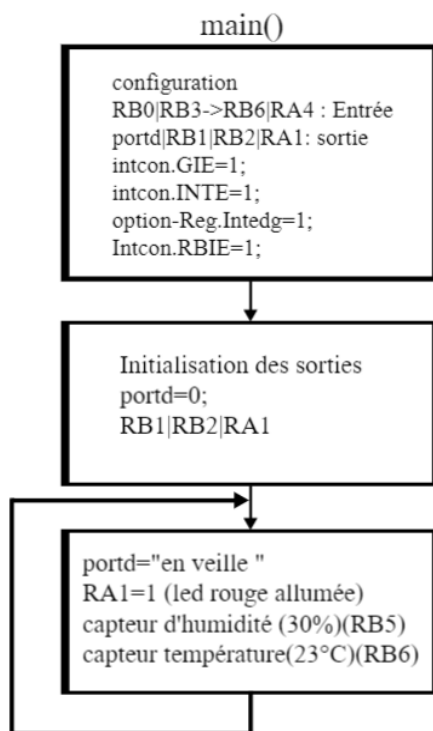 main()
configuration
RB0|RB3->RB6|RA4 : Entrée
portd|RB1|RB2|RA1: sortie
intcon.GIE=1;
intcon.INTE=1;
option-Reg.Intedg=1;
Intcon.RBIE=1;
Initialisation des sorties
portd=0;
RB1|RB2|RA1
portd="en veille "
RA1=1 (led rouge allumée)
capteur d'humidité (30%)(RB5)
capteur température(23°C)(RB6)